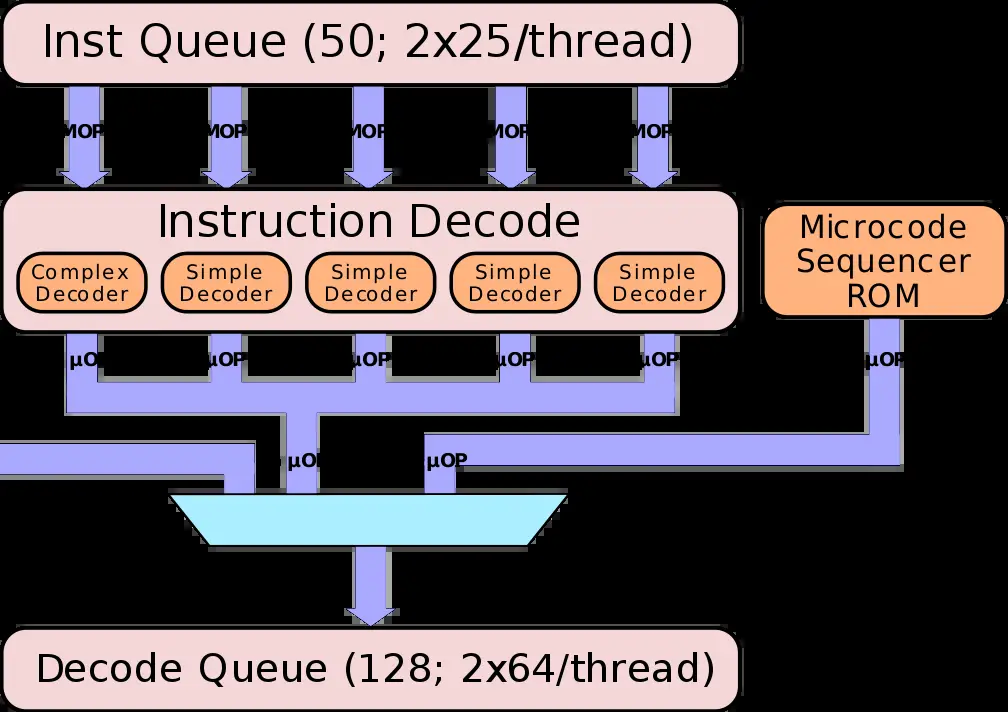 Inst Queue (50; 2x25/thread)
MOP MOP MOP MOP MOP
Instruction Decode
Complex Decoder
Simple Decoder
Simple Decoder
Simple Decoder
Simple Decoder
Microcode
Sequencer
ROM
µOP µOP µOP µOP µOP µOP
µOP µOP
Decode Queue (128; 2x64/thread)